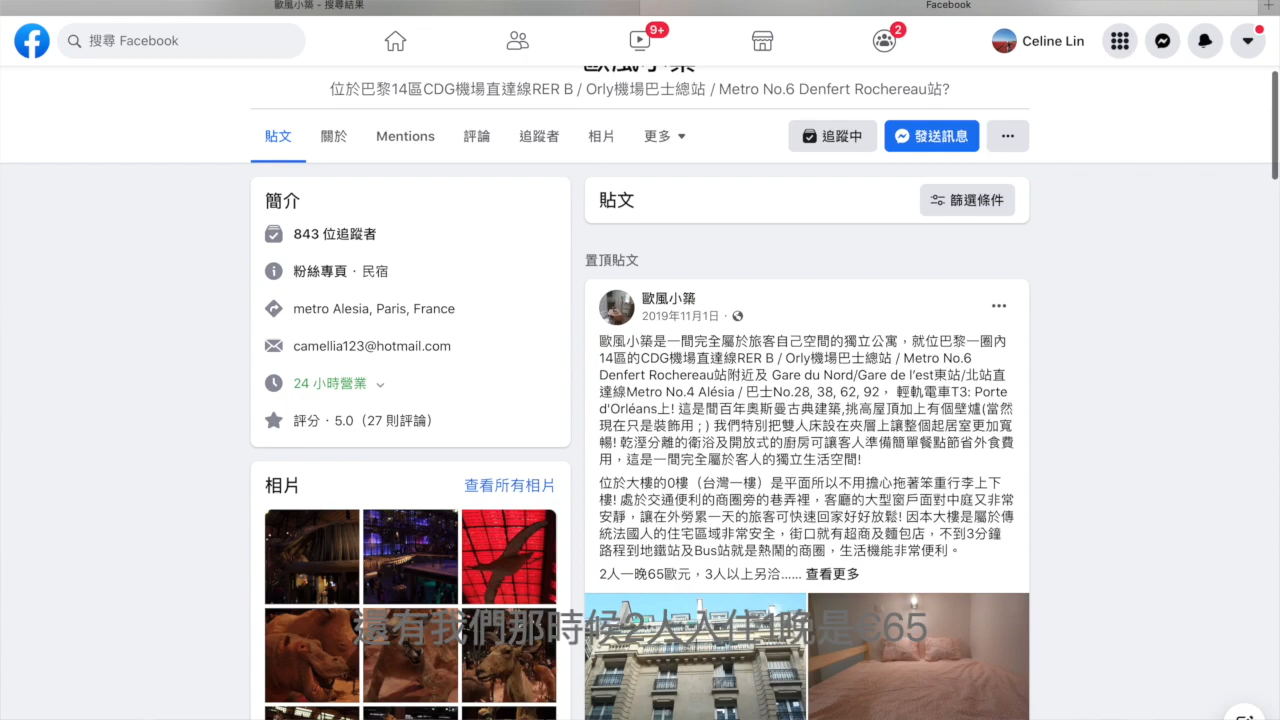 歐風小築 - 搜尋結果
Facebook
搜尋 Facebook
9+
2
Celine Lin
歐風小築
位於巴黎14區CDG機場直達線RER B / Orly機場巴士總站 / Metro No.6 Denfert Rochereau站?
貼文
關於
Mentions
評論
追蹤者
相片
更多
追蹤中
發送訊息
簡介
843 位追蹤者
粉絲專頁 · 民宿
metro Alesia, Paris, France
camellia123@hotmail.com
24 小時營業
評分 · 5.0（27 則評論）
相片
查看所有相片
貼文
篩選條件
置頂貼文
歐風小築
2019年11月1日 ·
歐風小築是一間完全屬於旅客自己空間的獨立公寓，就位巴黎一圈內
14區的CDG機場直達線RER B / Orly機場巴士總站 / Metro No.6
Denfert Rochereau站附近及 Gare du Nord/Gare de l'est東站/北站直
達線Metro No.4 Alésia / 巴士No.28, 38, 62, 92， 輕軌電車T3: Porte
d'Orléans上! 這是間百年奧斯曼古典建築,挑高屋頂加上有個壁爐(當然
現在只是裝飾用 ; ) 我們特別把雙人床設在夾層上讓整個起居室更加寬
暢! 乾溼分離的衛浴及開放式的廚房可讓客人準備簡單餐點節省外食費
用，這是一間完全屬於客人的獨立生活空間!
位於大樓的0樓（台灣一樓）是平面所以不用擔心拖著笨重行李上下
樓! 處於交通便利的商圈旁的巷弄裡，客廳的大型窗戶面對中庭又非常
安靜，讓在外勞累一天的旅客可快速回家好好放鬆! 因本大樓是屬於傳
統法國人的住宅區域非常安全，街口就有超商及麵包店，不到3分鐘
路程到地鐵站及Bus站就是熱鬧的商圈，生活機能非常便利。
2人一晚65歐元，3人以上另洽...... 查看更多
還有我們那時候2人入住1晚是€65